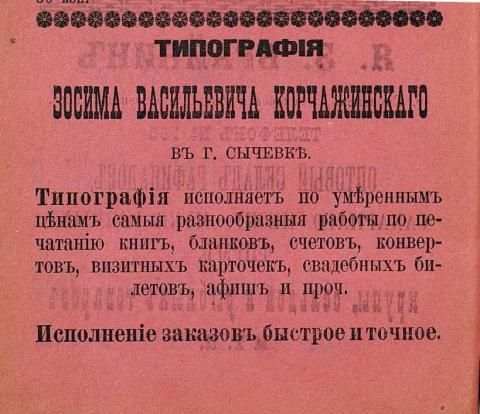 ТИПОГРАФІЯ
ЗОСИМА ВАСИЛЬЕВИЧА КОРЧАЖИНСКАГО
ВЪ Г. СЫЧЕВКѢ.
Типографія исполняетъ по умѣреннымъ
цѣнамъ самыя разнообразныя работы по пе-
чатанію книг, бланковъ, счетовъ, конвер-
товъ, визитныхъ карточекъ, свадебныхъ би-
летовъ, афишъ и проч.
Исполненіе заказовъ быстрое и точное.